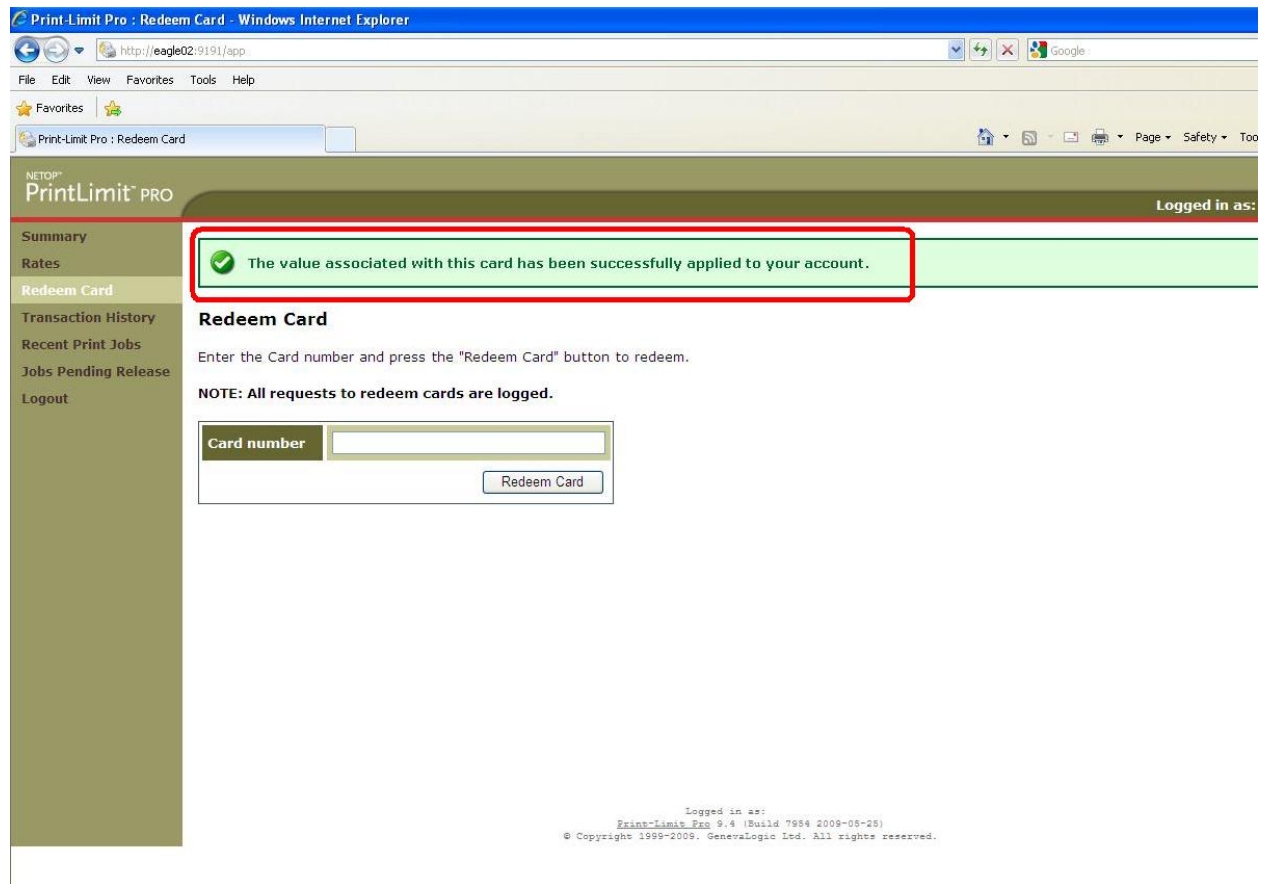 Print-Limit Pro : Redeem Card - Windows Internet Explorer
http://eagle02:9191/app
Google
File Edit View Favorites Tools Help
Favorites
Print-Limit Pro : Redeem Card
Page Safety Too
NETOP™
PrintLimit™ PRO
Logged in as:
Summary
Rates
Redeem Card
Transaction History
Recent Print Jobs
Jobs Pending Release
Logout
The value associated with this card has been successfully applied to your account.
Redeem Card
Enter the Card number and press the "Redeem Card" button to redeem.
NOTE: All requests to redeem cards are logged.
Card number
Redeem Card
Logged in as:
Print-Limit Pro 9.4 (Build 7954 2009-05-25)
© Copyright 1999-2009. GenevaLogic Ltd. All rights reserved.